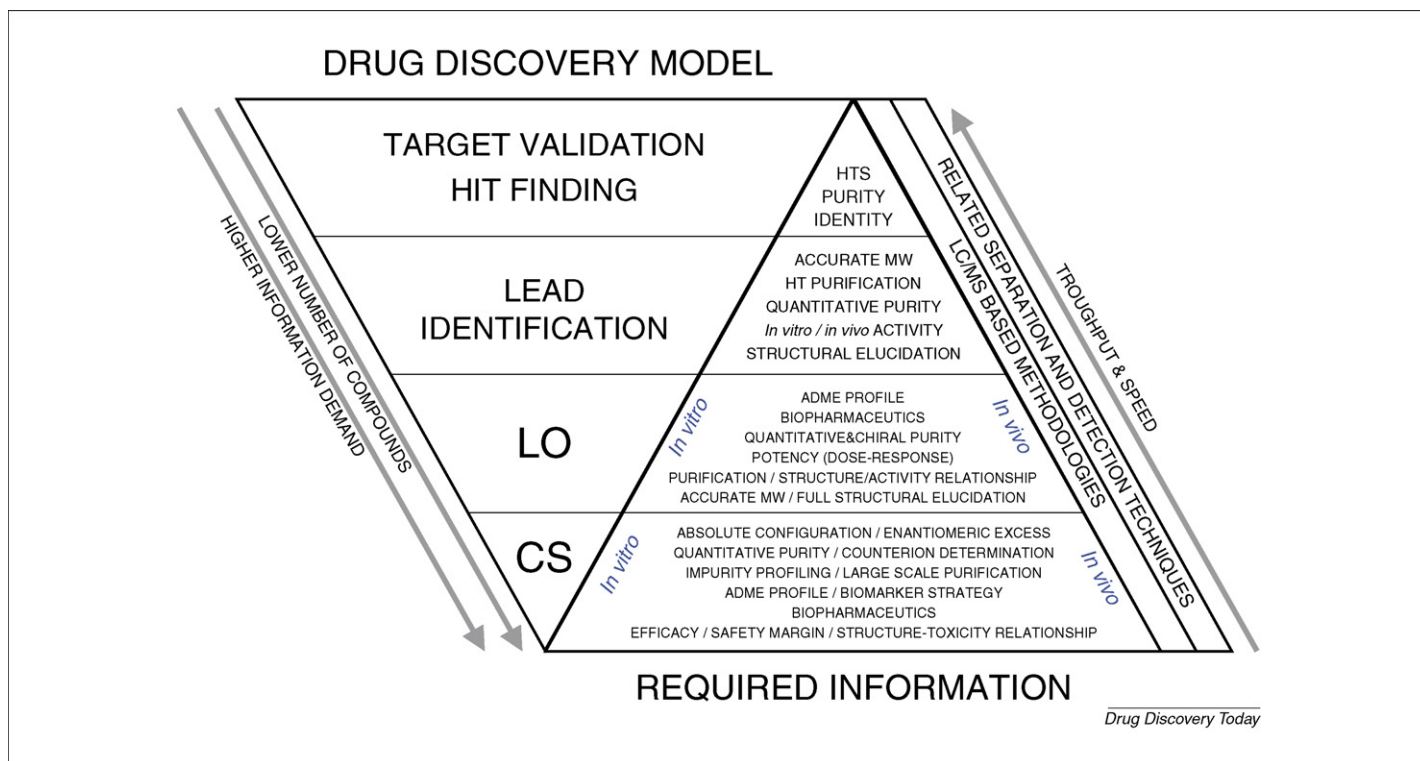 DRUG DISCOVERY MODEL
TARGET VALIDATION
HIT FINDING
HTS
PURITY
IDENTITY
LEAD
IDENTIFICATION
ACCURATE MW
HT PURIFICATION
QUANTITATIVE PURITY
In vitro / in vivo ACTIVITY
STRUCTURAL ELUCIDATION
LO
In vitro
ADME PROFILE
BIOPHARMACEUTICS
QUANTITATIVE&CHIRAL PURITY
POTENCY (DOSE-RESPONSE)
PURIFICATION / STRUCTURE/ACTIVITY RELATIONSHIP
ACCURATE MW / FULL STRUCTURAL ELUCIDATION
In vivo
CS
In vitro
ABSOLUTE CONFIGURATION / ENANTIOMERIC EXCESS
QUANTITATIVE PURITY / COUNTERION DETERMINATION
IMPURITY PROFILING / LARGE SCALE PURIFICATION
ADME PROFILE / BIOMARKER STRATEGY
BIOPHARMACEUTICS
EFFICACY / SAFETY MARGIN / STRUCTURE-TOXICITY RELATIONSHIP
In vivo
HIGHER INFORMATION DEMAND
LOWER NUMBER OF COMPOUNDS
LC/MS BASED METHODOLOGIES
RELATED SEPARATION AND DETECTION TECHNIQUES
TROUGHPUT & SPEED
REQUIRED INFORMATION
Drug Discovery Today